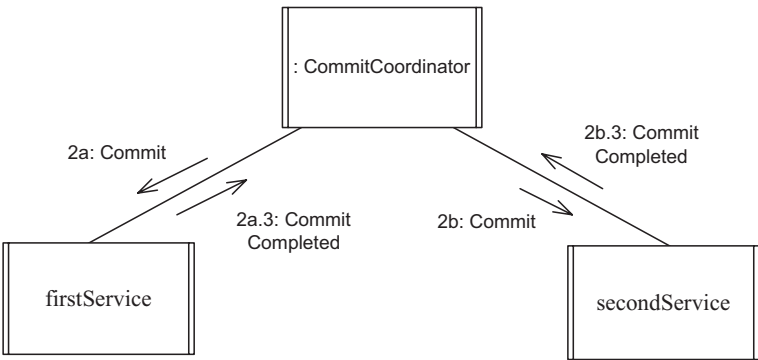 : CommitCoordinator
2a: Commit
2b.3: Commit
Completed
2a.3: Commit
Completed
2b: Commit
firstService
secondService